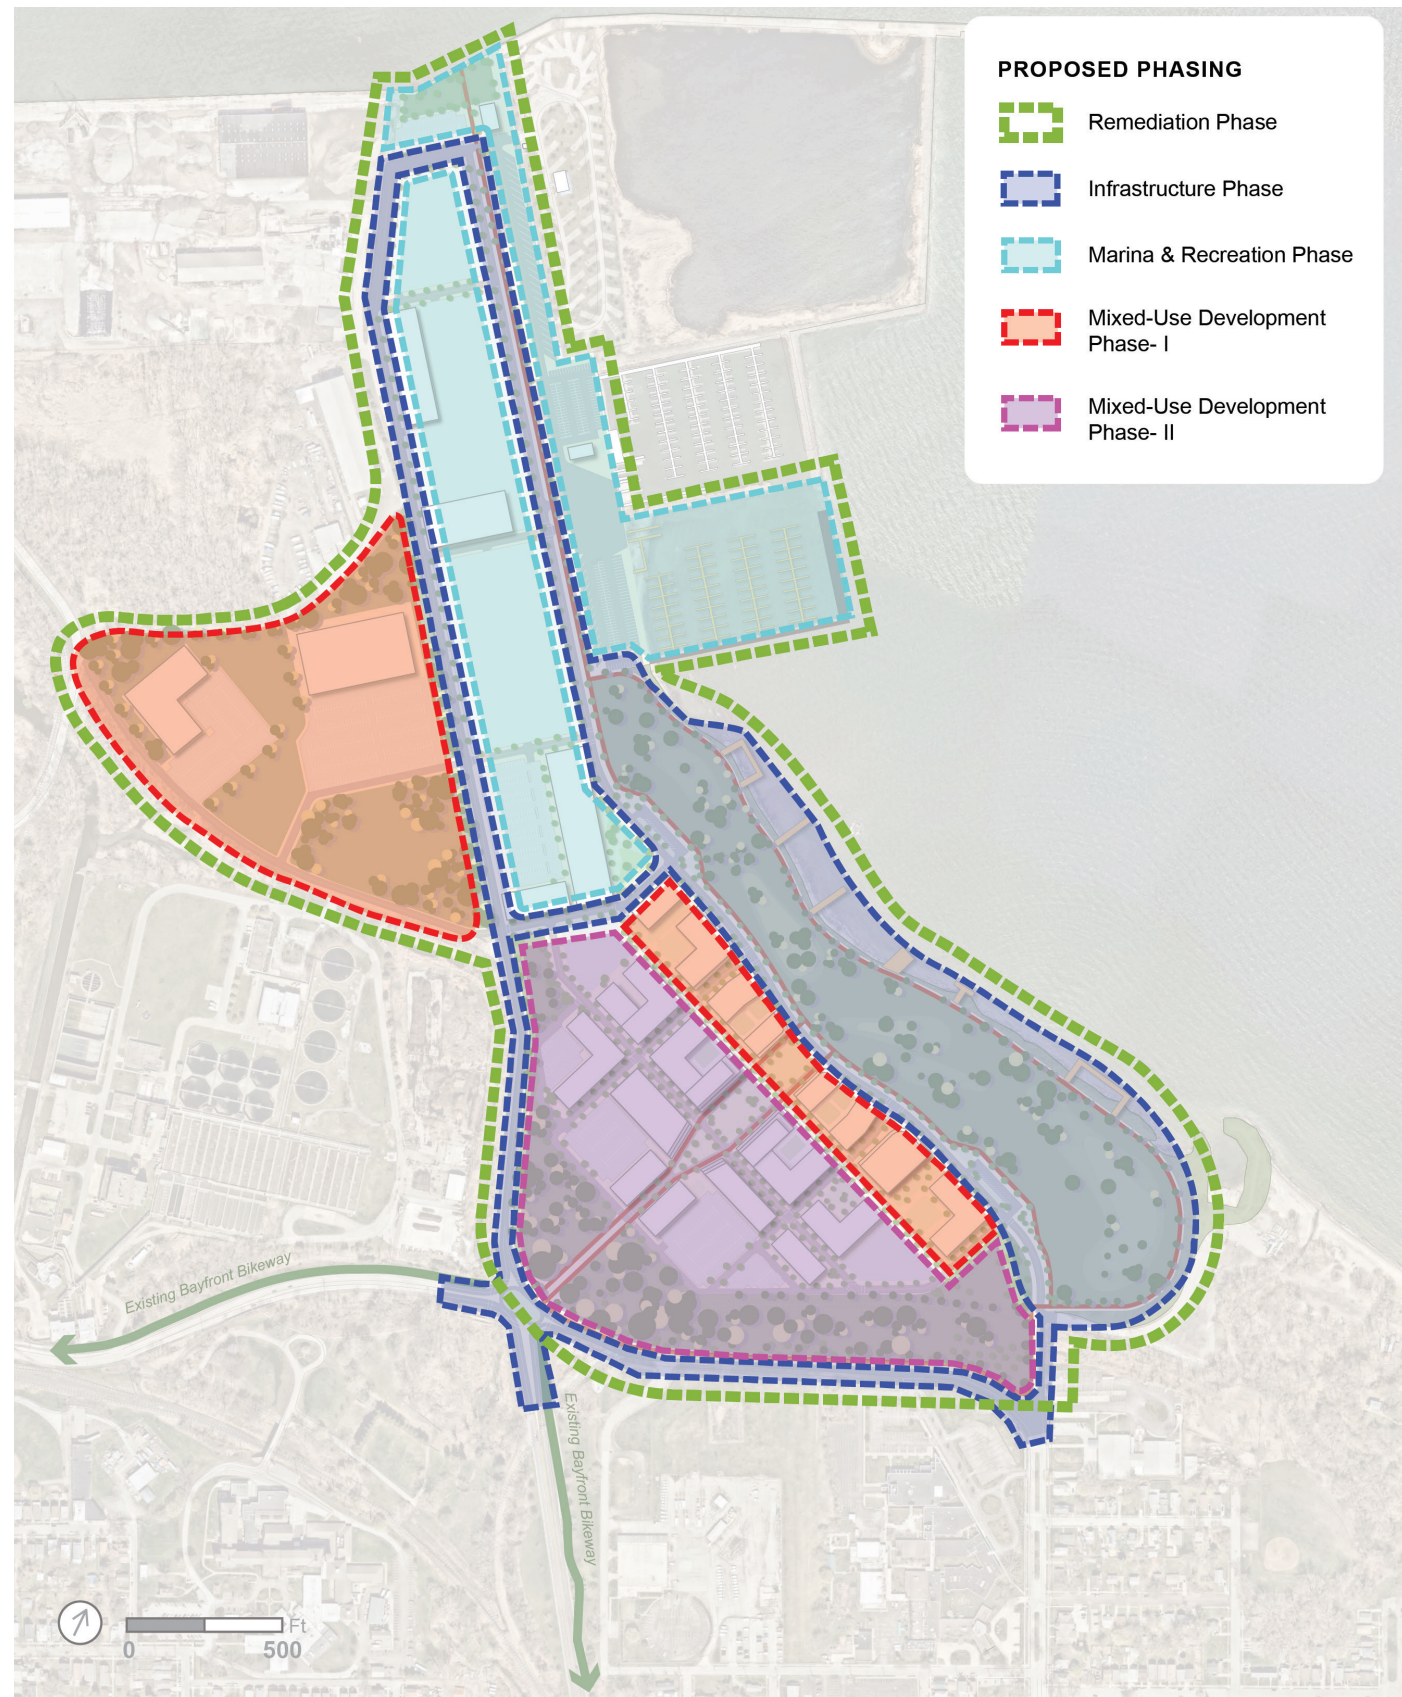 PROPOSED PHASING
Remediation Phase
Infrastructure Phase
Marina & Recreation Phase
Mixed-Use Development
Phase- I
Mixed-Use Development
Phase- II
Existing Bayfront Bikeway
Existing Bayfront Bikeway
Ft
0 500